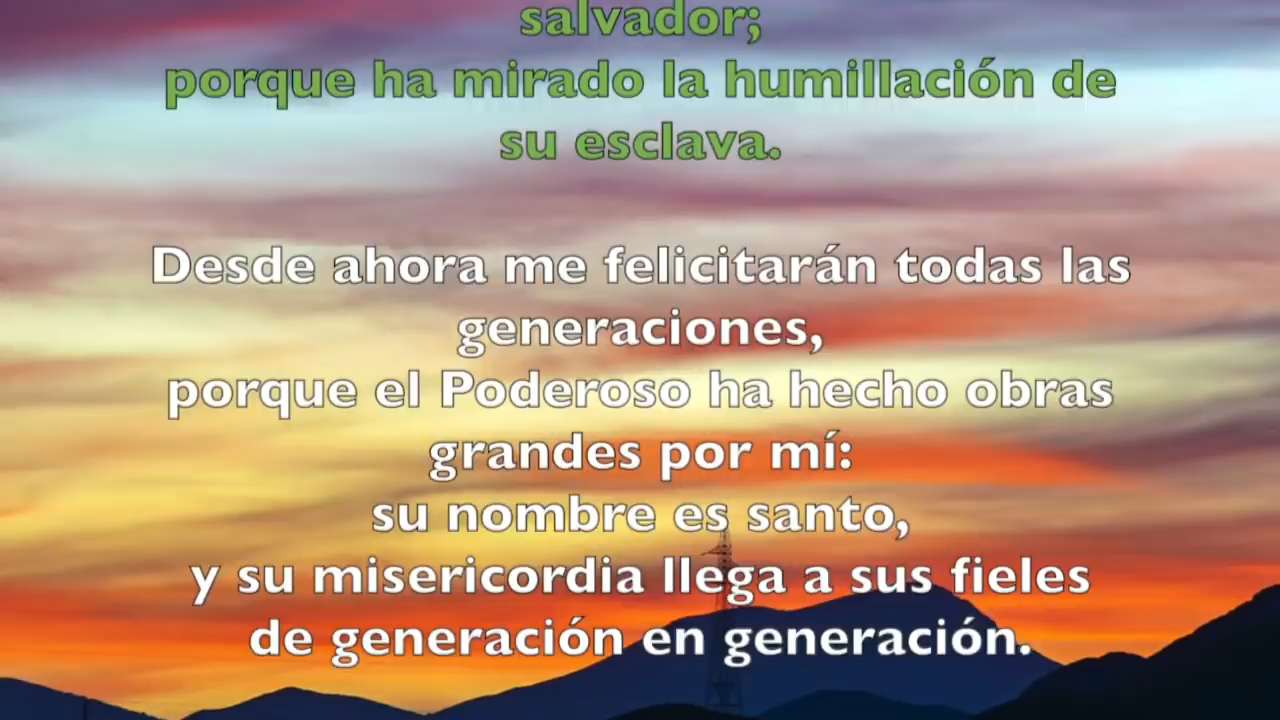 salvador;
porque ha mirado la humillación de
su esclava.
Desde ahora me felicitarán todas las
generaciones,
porque el Poderoso ha hecho obras
grandes por mí:
su nombre es santo,
y su misericordia llega a sus fieles
de generación en generación.